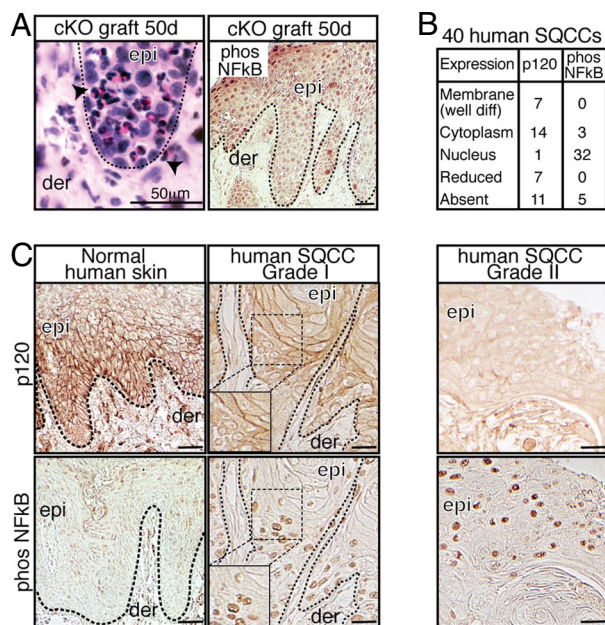 A
cKO graft 50d
cKO graft 50d
epi
der
50μm
phos
NFkB
epi
der
B
40 human SQCCs
Expression p120 phos NFkB
Membrane
(well diff) 7 0
Cytoplasm 14 3
Nucleus 1 32
Reduced 7 0
Absent 11 5
C
Normal
human skin
human SQCC
Grade I
human SQCC
Grade II
p120
epi
der
epi
der
epi
phos NFkB
epi
der
epi
der
epi